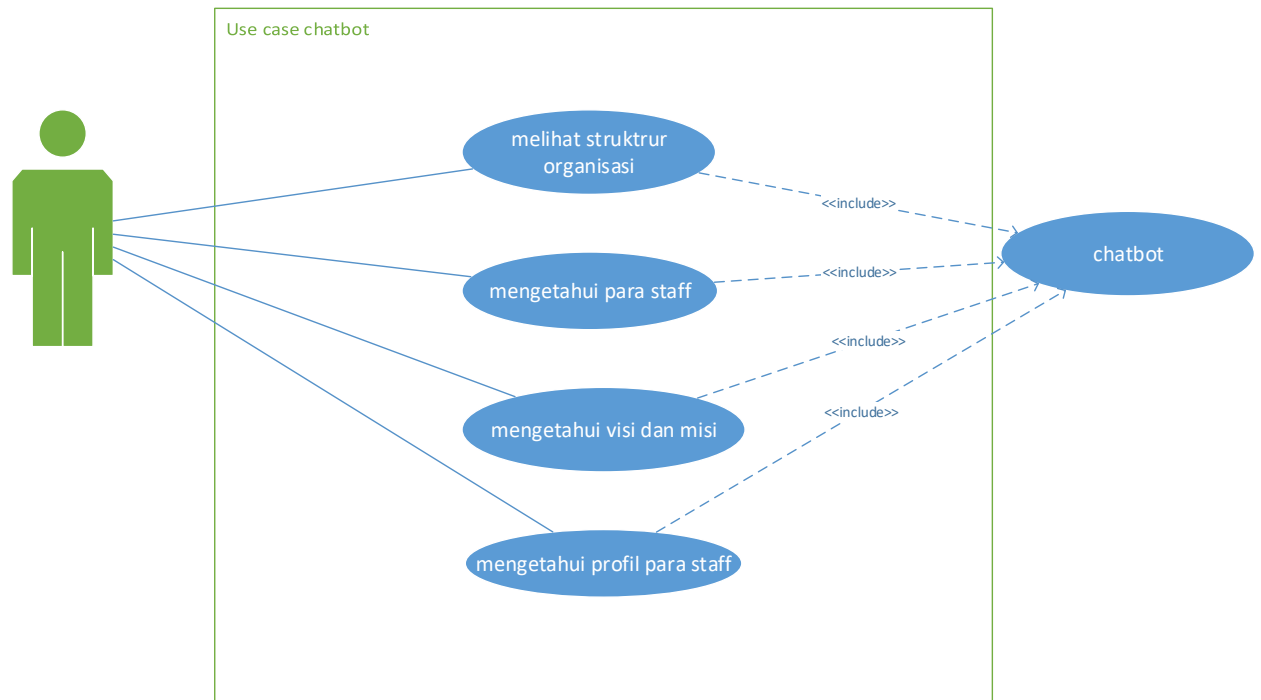 Use case chatbot
melihat struktrur
organisasi
<<include>>
chatbot
mengetahui para staff
<<include>>
<<include>>
mengetahui visi dan misi
<<include>>
mengetahui profil para staff